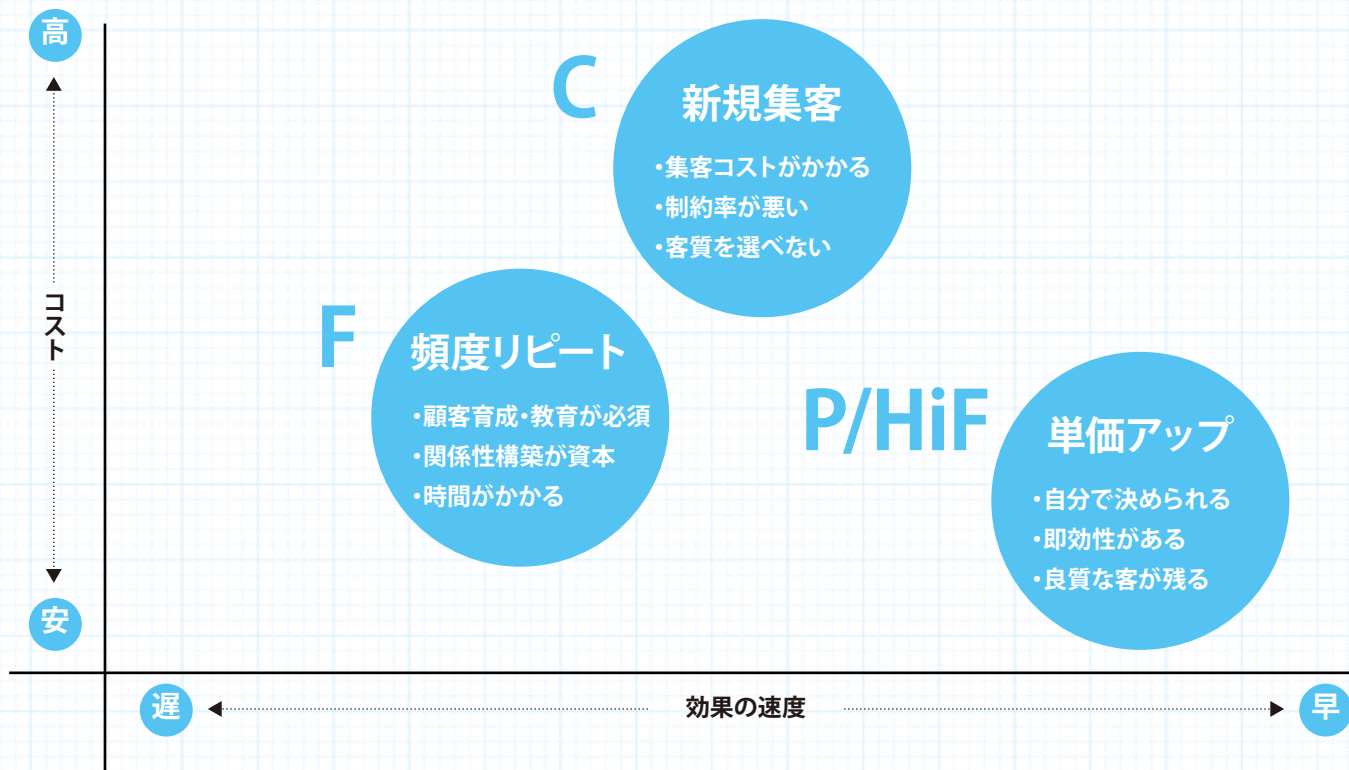 高
コスト
安
C
新規集客
・集客コストがかかる
・制約率が悪い
・客質を選べない
F
頻度リピート
・顧客育成・教育が必須
・関係性構築が資本
・時間がかかる
P/HiF
単価アップ
・自分で決められる
・即効性がある
・良質な客が残る
遅
効果の速度
早